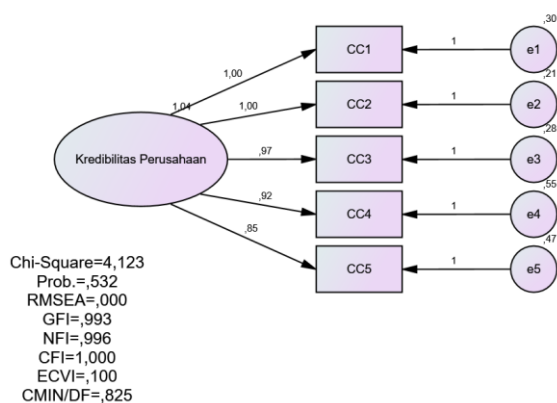 ,30
CC1
1
e1
1,00
,21
1,04
1,00
CC2
1
e2
,28
Kredibilitas Perusahaan
,97
CC3
1
e3
,55
,92
CC4
1
e4
,47
,85
CC5
1
e5
Chi-Square=4,123
Prob.=,532
RMSEA=,000
GFI=,993
NFI=,996
CFI=1,000
ECVI=,100
CMIN/DF=,825